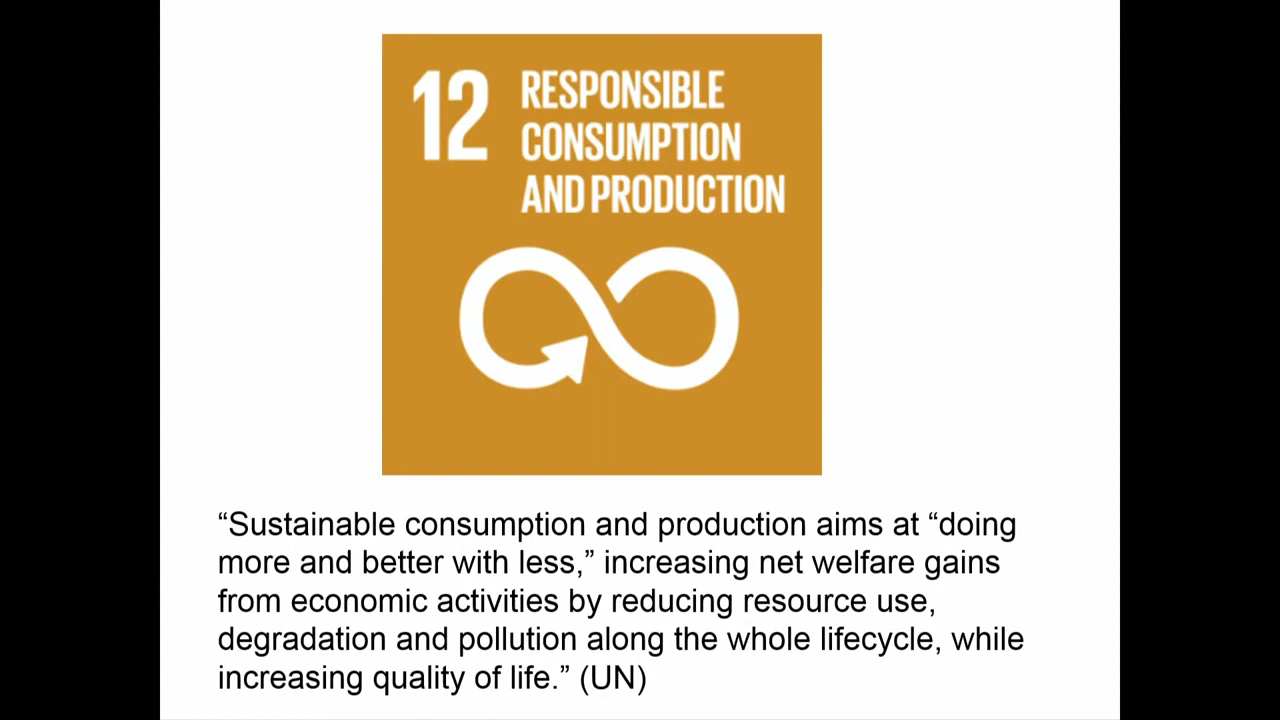 12 RESPONSIBLE
CONSUMPTION
AND PRODUCTION
“Sustainable consumption and production aims at “doing
more and better with less,” increasing net welfare gains
from economic activities by reducing resource use,
degradation and pollution along the whole lifecycle, while
increasing quality of life.” (UN)